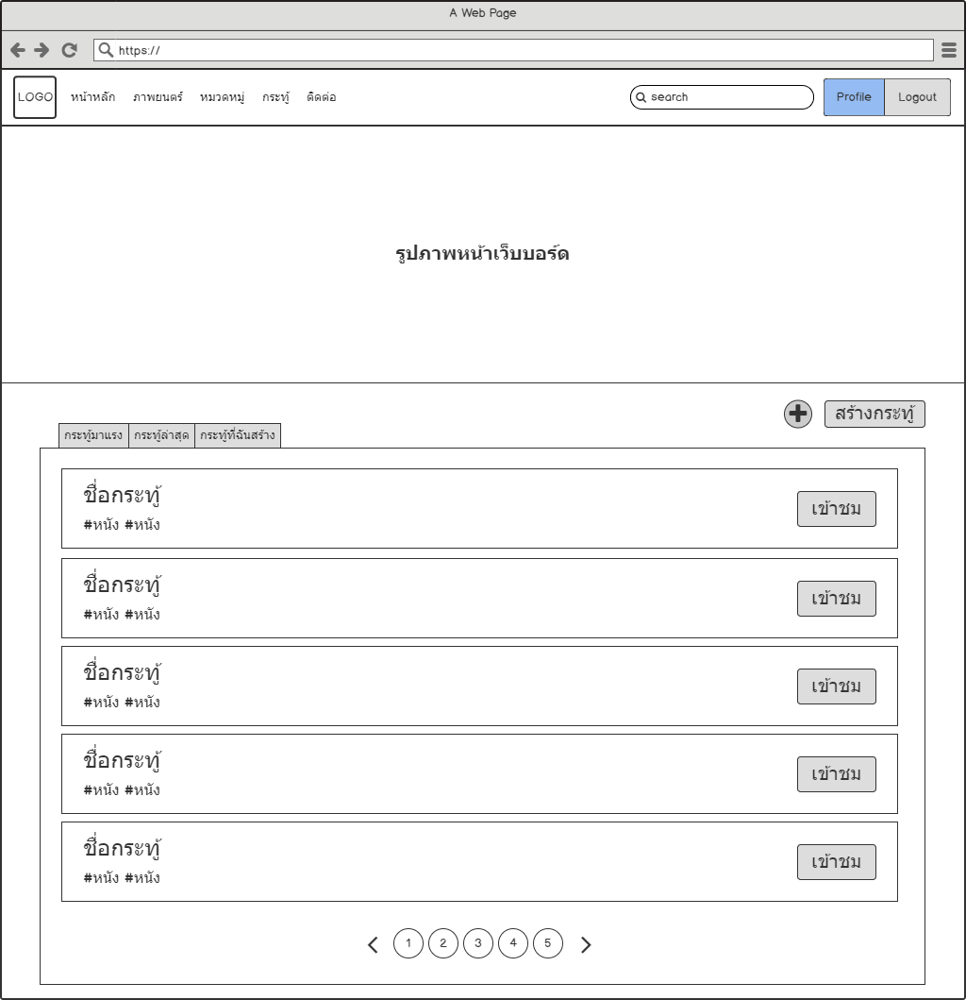 A Web Page
https://
LOGO หน้าหลัก ภาพยนตร์ หมวดหมู่ กระทู้ ติดต่อ search Profile Logout
รูปภาพหน้าเว็บบอร์ด
สร้างกระทู้
กระทู้มาแรง กระทู้ล่าสุด กระทู้ที่ฉันสร้าง
ชื่อกระทู้
#หนัง #หนัง
เข้าชม
ชื่อกระทู้
#หนัง #หนัง
เข้าชม
ชื่อกระทู้
#หนัง #หนัง
เข้าชม
ชื่อกระทู้
#หนัง #หนัง
เข้าชม
ชื่อกระทู้
#หนัง #หนัง
เข้าชม
1 2 3 4 5